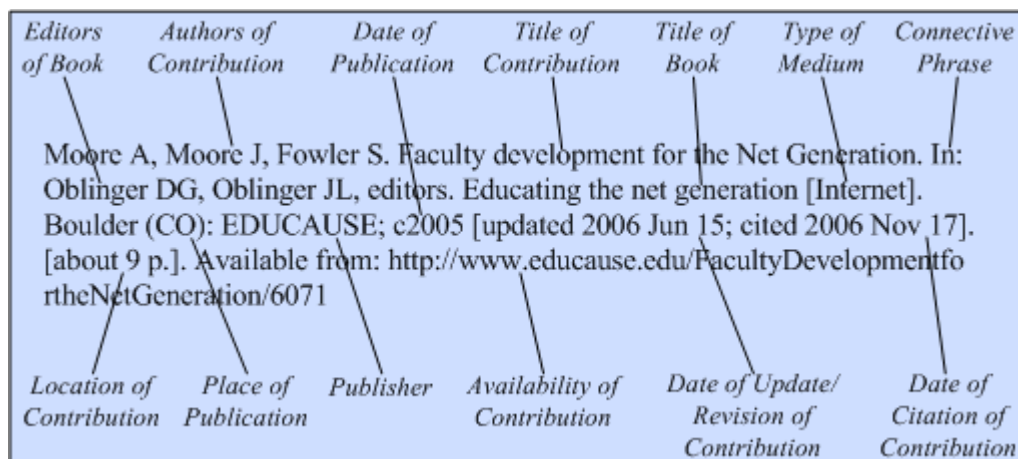 Editors Authors of Date of Title of Title of Type of Connective
of Book Contribution Publication Contribution Book Medium Phrase
Moore A, Moore J, Fowler S. Faculty development for the Net Generation. In:
Oblinger DG, Oblinger JL, editors. Educating the net generation [Internet].
Boulder (CO): EDUCAUSE; c2005 [updated 2006 Jun 15; cited 2006 Nov 17].
[about 9 p.]. Available from: http://www.educause.edu/FacultyDevelopmentfo
rtheNetGeneration/6071
Location of Place of Publisher Availability of Date of Update/ Date of
Contribution Publication Contribution Revision of Citation of
Contribution Contribution